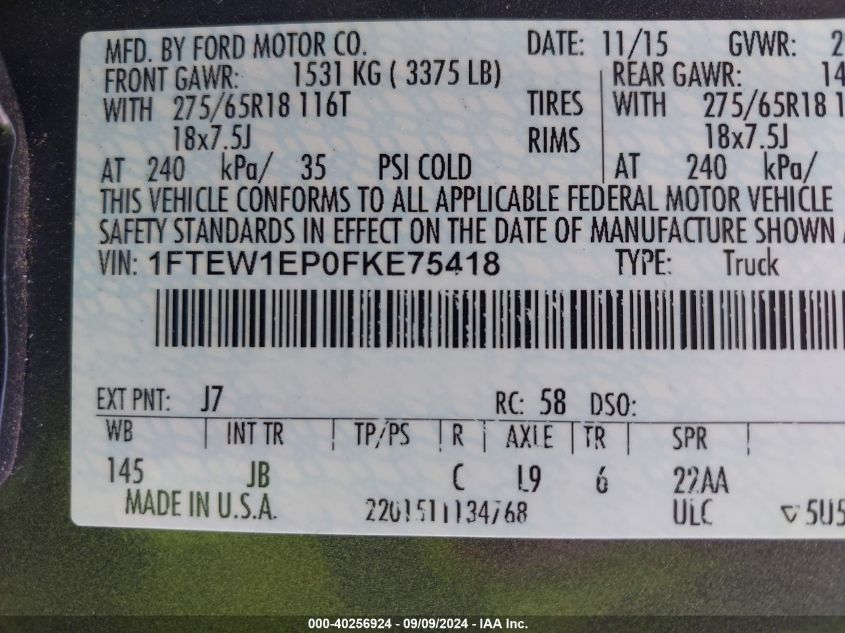 MFD. BY FORD MOTOR CO. DATE: 11/15 GVWR: 2
FRONT GAWR: 1531 KG ( 3375 LB) REAR GAWR: 14
WITH 275/65R18 116T TIRES WITH 275/65R18 1
18x7.5J RIMS 18x7.5J
AT 240 kPa/ 35 PSI COLD AT 240 kPa/
THIS VEHICLE CONFORMS TO ALL APPLICABLE FEDERAL MOTOR VEHICLE
SAFETY STANDARDS IN EFFECT ON THE DATE OF MANUFACTURE SHOWN
VIN: 1FTEW1EP0FKE75418 TYPE: Truck
EXT PNT: J7 RC: 58 DSO:
WB INT TR TP/PS R AXLE TR SPR
145 JB C L9 6 22AA
MADE IN U.S.A. 2201511134768 ULC 5U5
000-40256924 - 09/09/2024 - IAA Inc.